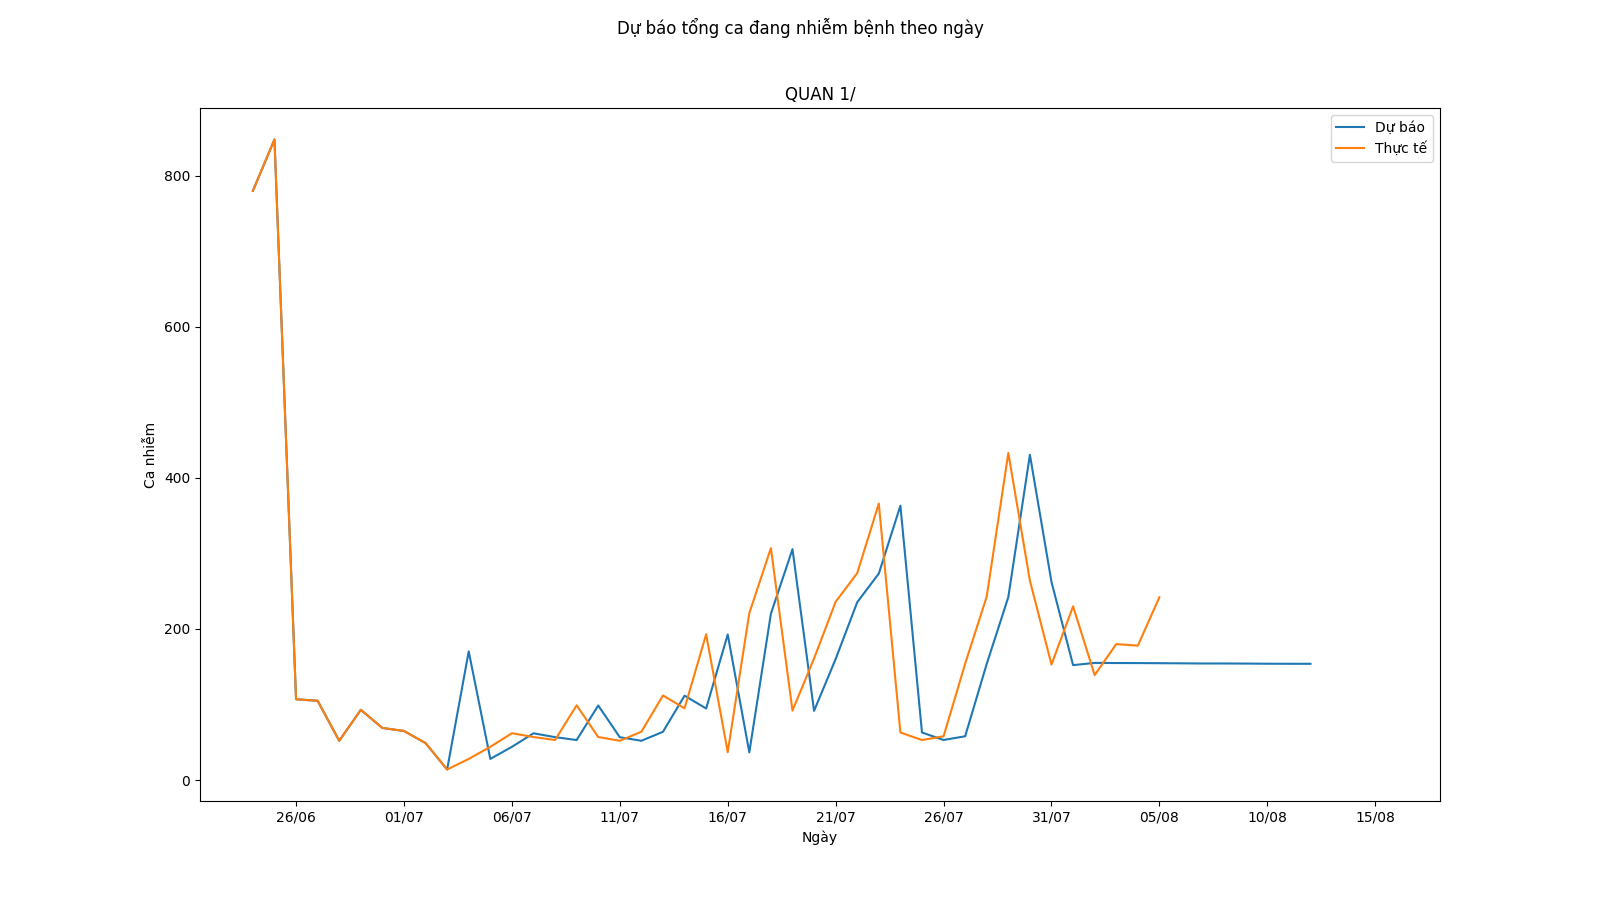 Dự báo tổng ca đang nhiễm bệnh theo ngày
QUAN 1/
Dự báo
Thực tế
Ca nhiễm
800
600
400
200
0
26/06 01/07 06/07 11/07 16/07 21/07 26/07 31/07 05/08 10/08 15/08
Ngày